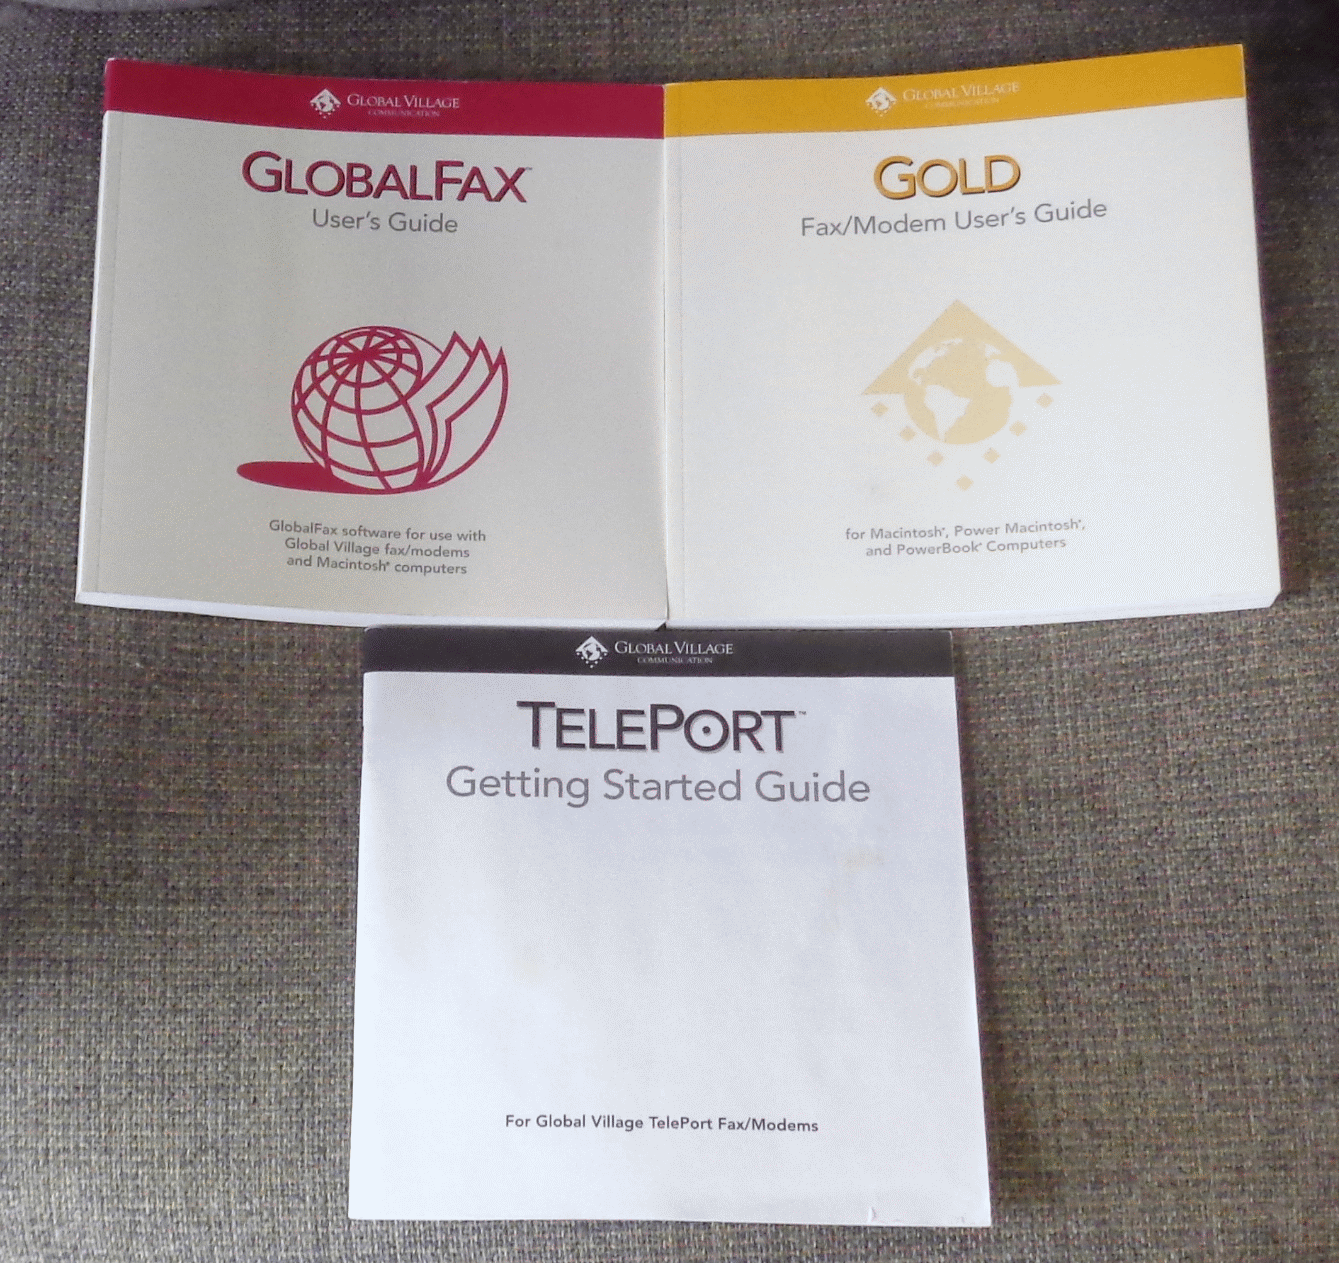 GLOBAL VILLAGE
COMMUNICATION
GLOBALFAX™
User's Guide
GlobalFax software for use with
Global Village fax/modems
and Macintosh® computers
GLOBAL VILLAGE
COMMUNICATION
GOLD
Fax/Modem User's Guide
for Macintosh®, Power Macintosh®,
and PowerBook® Computers
GLOBAL VILLAGE
COMMUNICATION
TELEPORT™
Getting Started Guide
For Global Village TelePort Fax/Modems